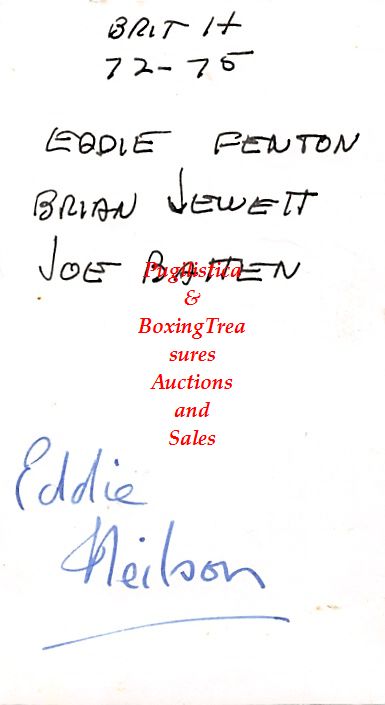 BRIT H
72-75
EDDIE FENTON
BRIAN JEWETT
JOE BATTEN
Pugilistica
&
BoxingTrea
sures
Auctions
and
Sales
Eddie
Neilson